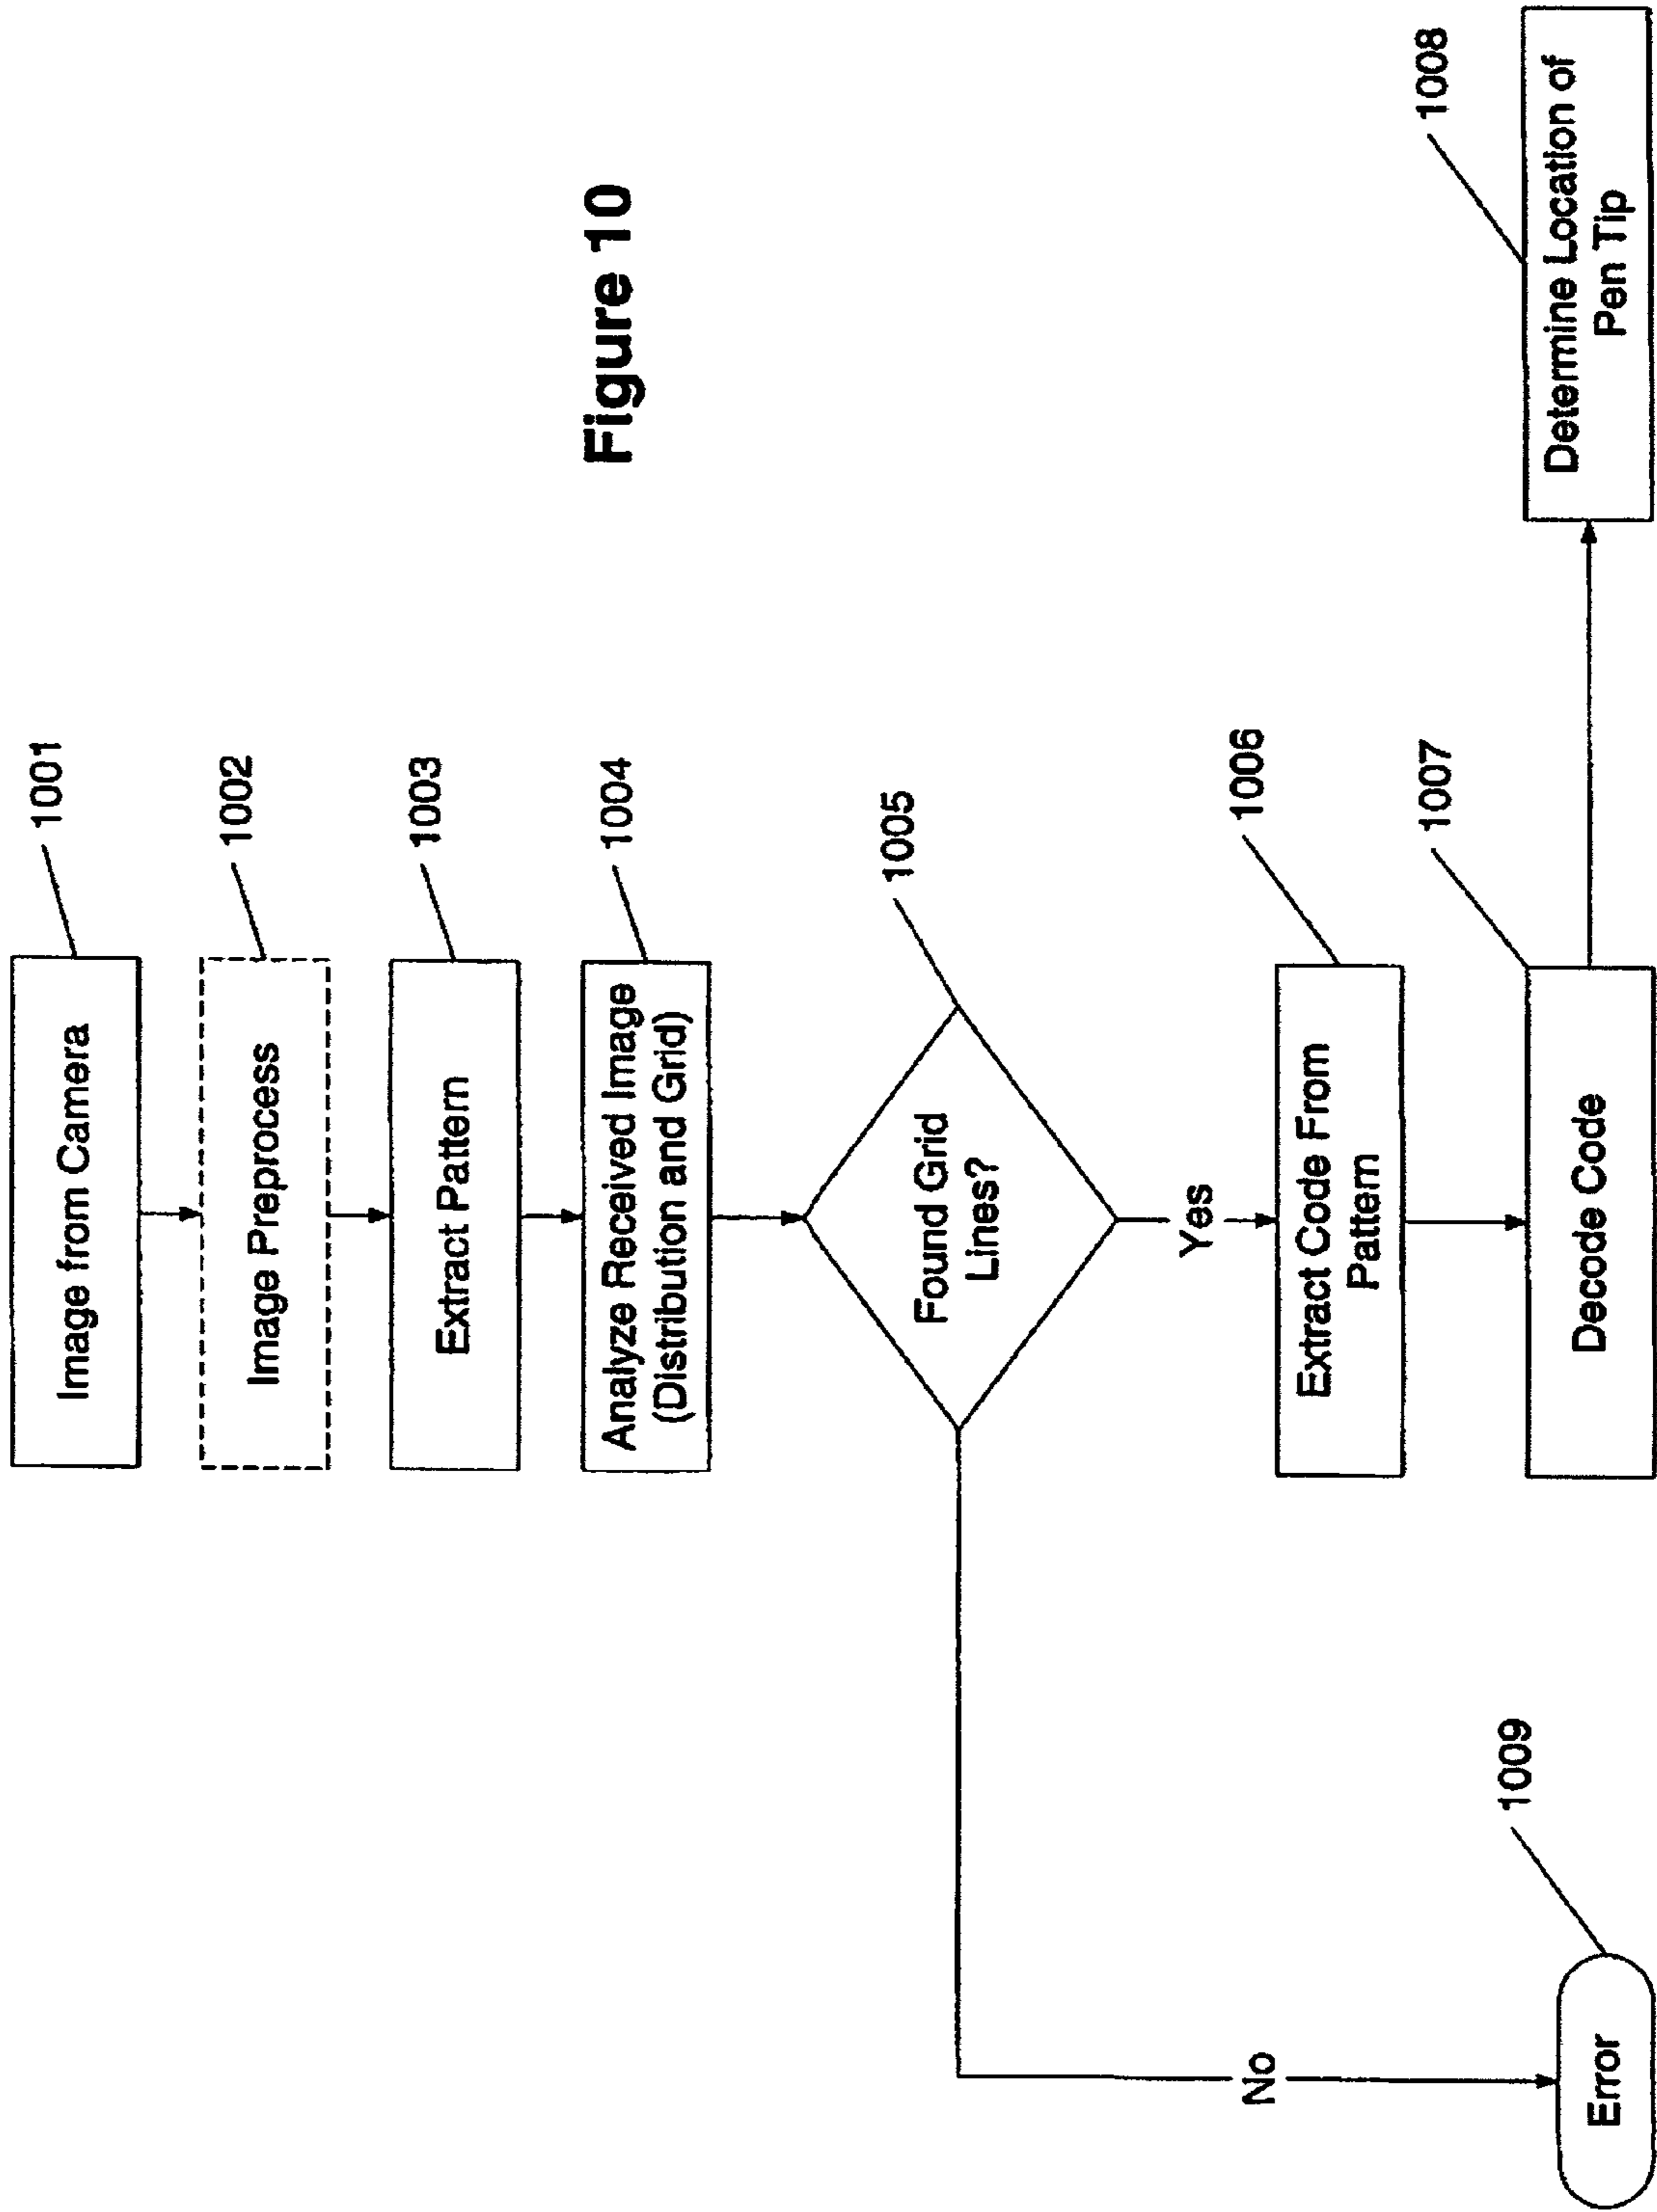 Image from Camera
1001
Image Preprocess
1002
Extract Pattern
1003
Analyze Received Image
(Distribution and Grid)
1004
Found Grid
Lines?
1005
Yes
No
Extract Code From
Pattern
1006
Decode Code
1007
Determine Location of
Pen Tip
1008
Error
1009
Figure 10